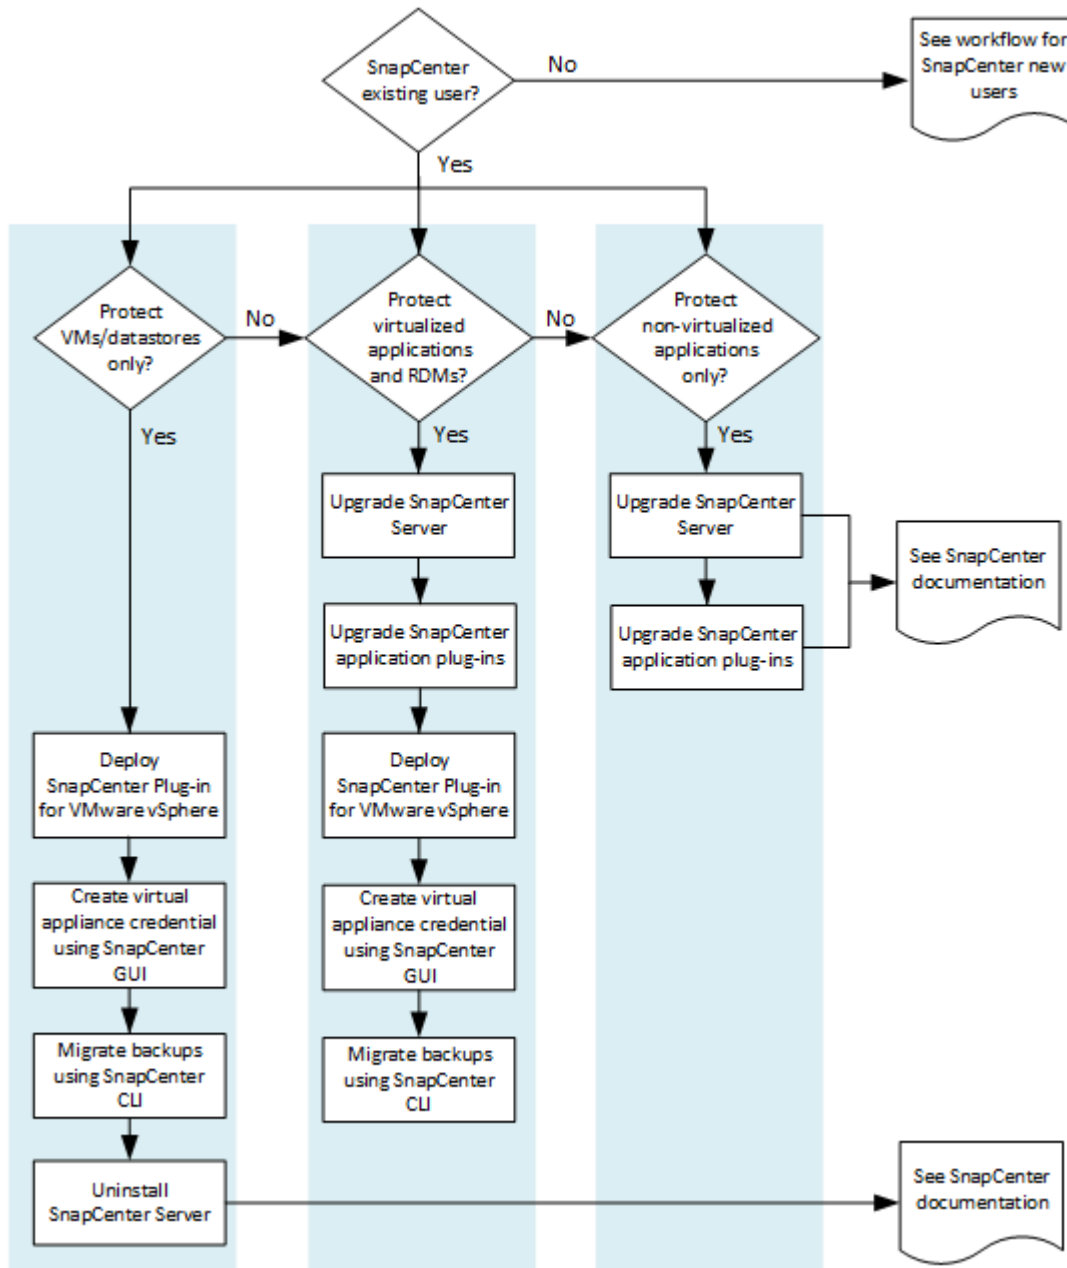 SnapCenter
existing user?
No
See workflow for
SnapCenter new
users
Yes
Protect
VMs/datastores
only?
No
Protect
virtualized
applications
and RDMs?
No
Protect
non-virtualized
applications
only?
Yes
Yes
Yes
Upgrade SnapCenter
Server
Upgrade SnapCenter
Server
See SnapCenter
documentation
Upgrade SnapCenter
application plug-ins
Upgrade SnapCenter
application plug-ins
Deploy
SnapCenter Plug-in
for VMware vSphere
Deploy
SnapCenter Plug-in
for VMware vSphere
Create virtual
appliance credential
using SnapCenter
GUI
Create virtual
appliance credential
using SnapCenter
GUI
Migrate backups
using SnapCenter
CLI
Migrate backups
using SnapCenter
CLI
Uninstall
SnapCenter Server
See SnapCenter
documentation